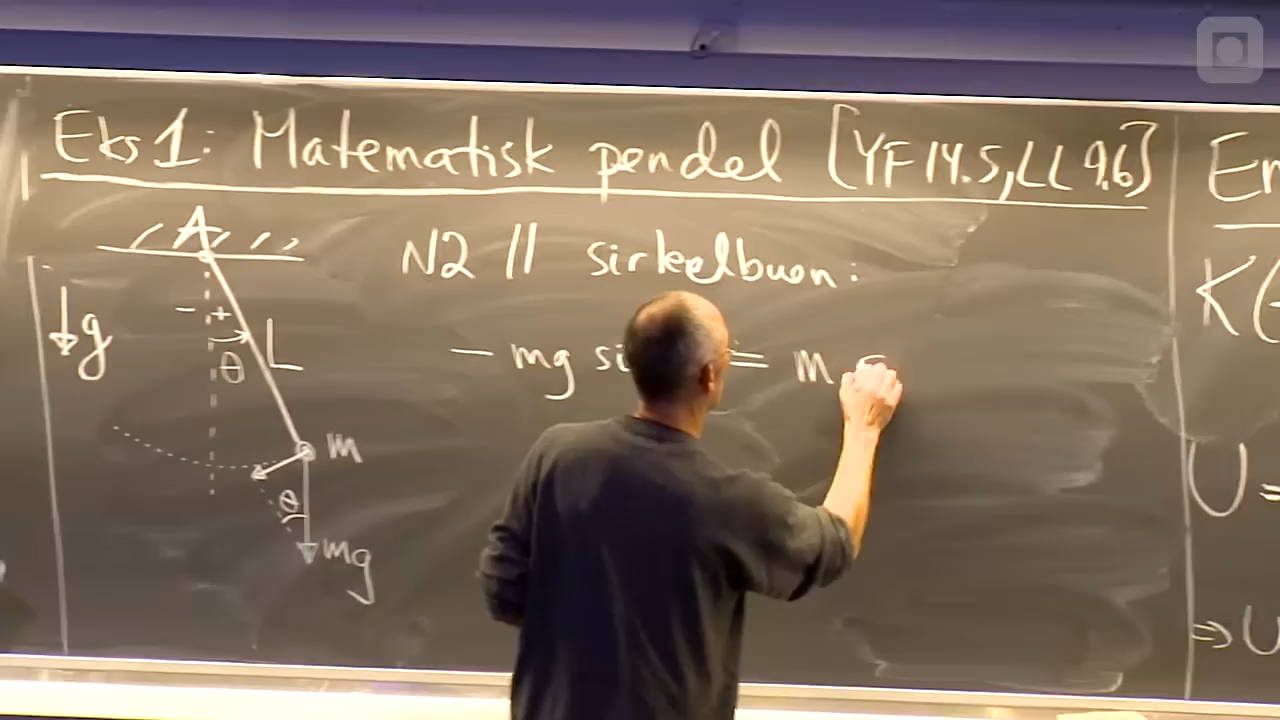 Eks 1: Matematisk pendel [YF 14.5, LL 9.6]
A
N2 // sirkelbuen:
- +
g
θ
L
- mg si = m
m
θ
mg
K(
U =
⇒ U